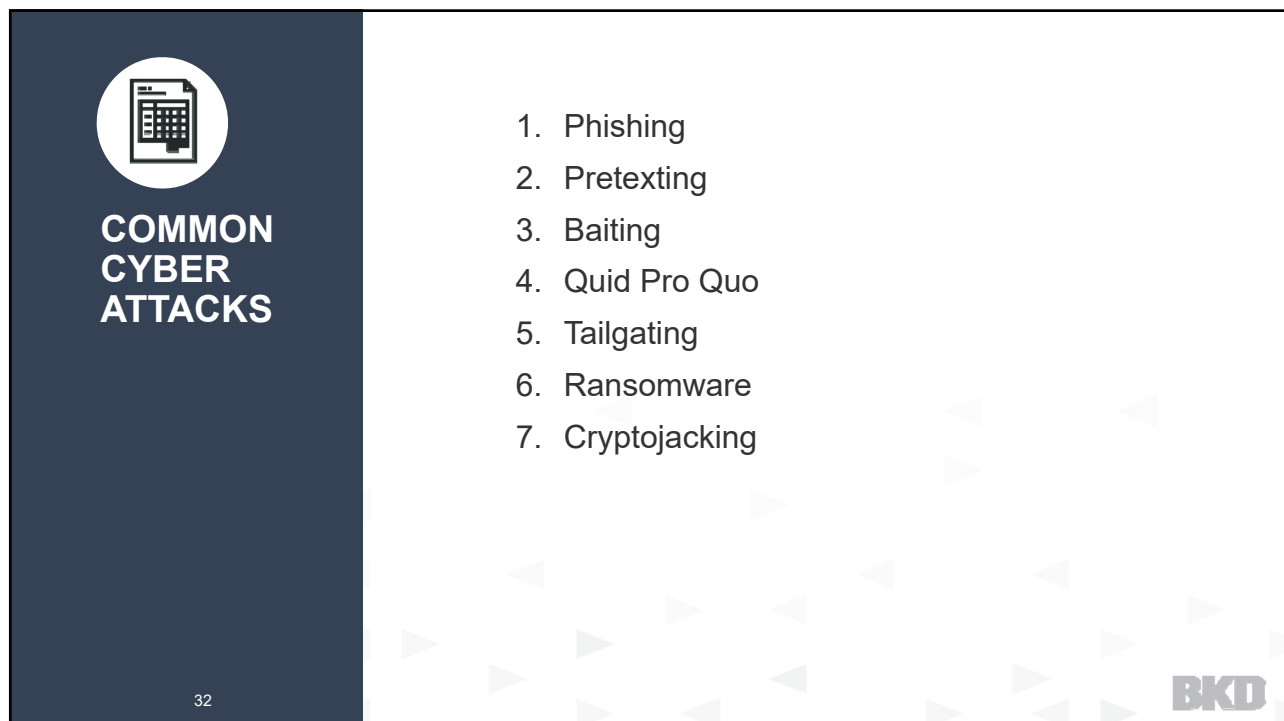 COMMON
CYBER
ATTACKS
1. Phishing
2. Pretexting
3. Baiting
4. Quid Pro Quo
5. Tailgating
6. Ransomware
7. Cryptojacking
32
BKD